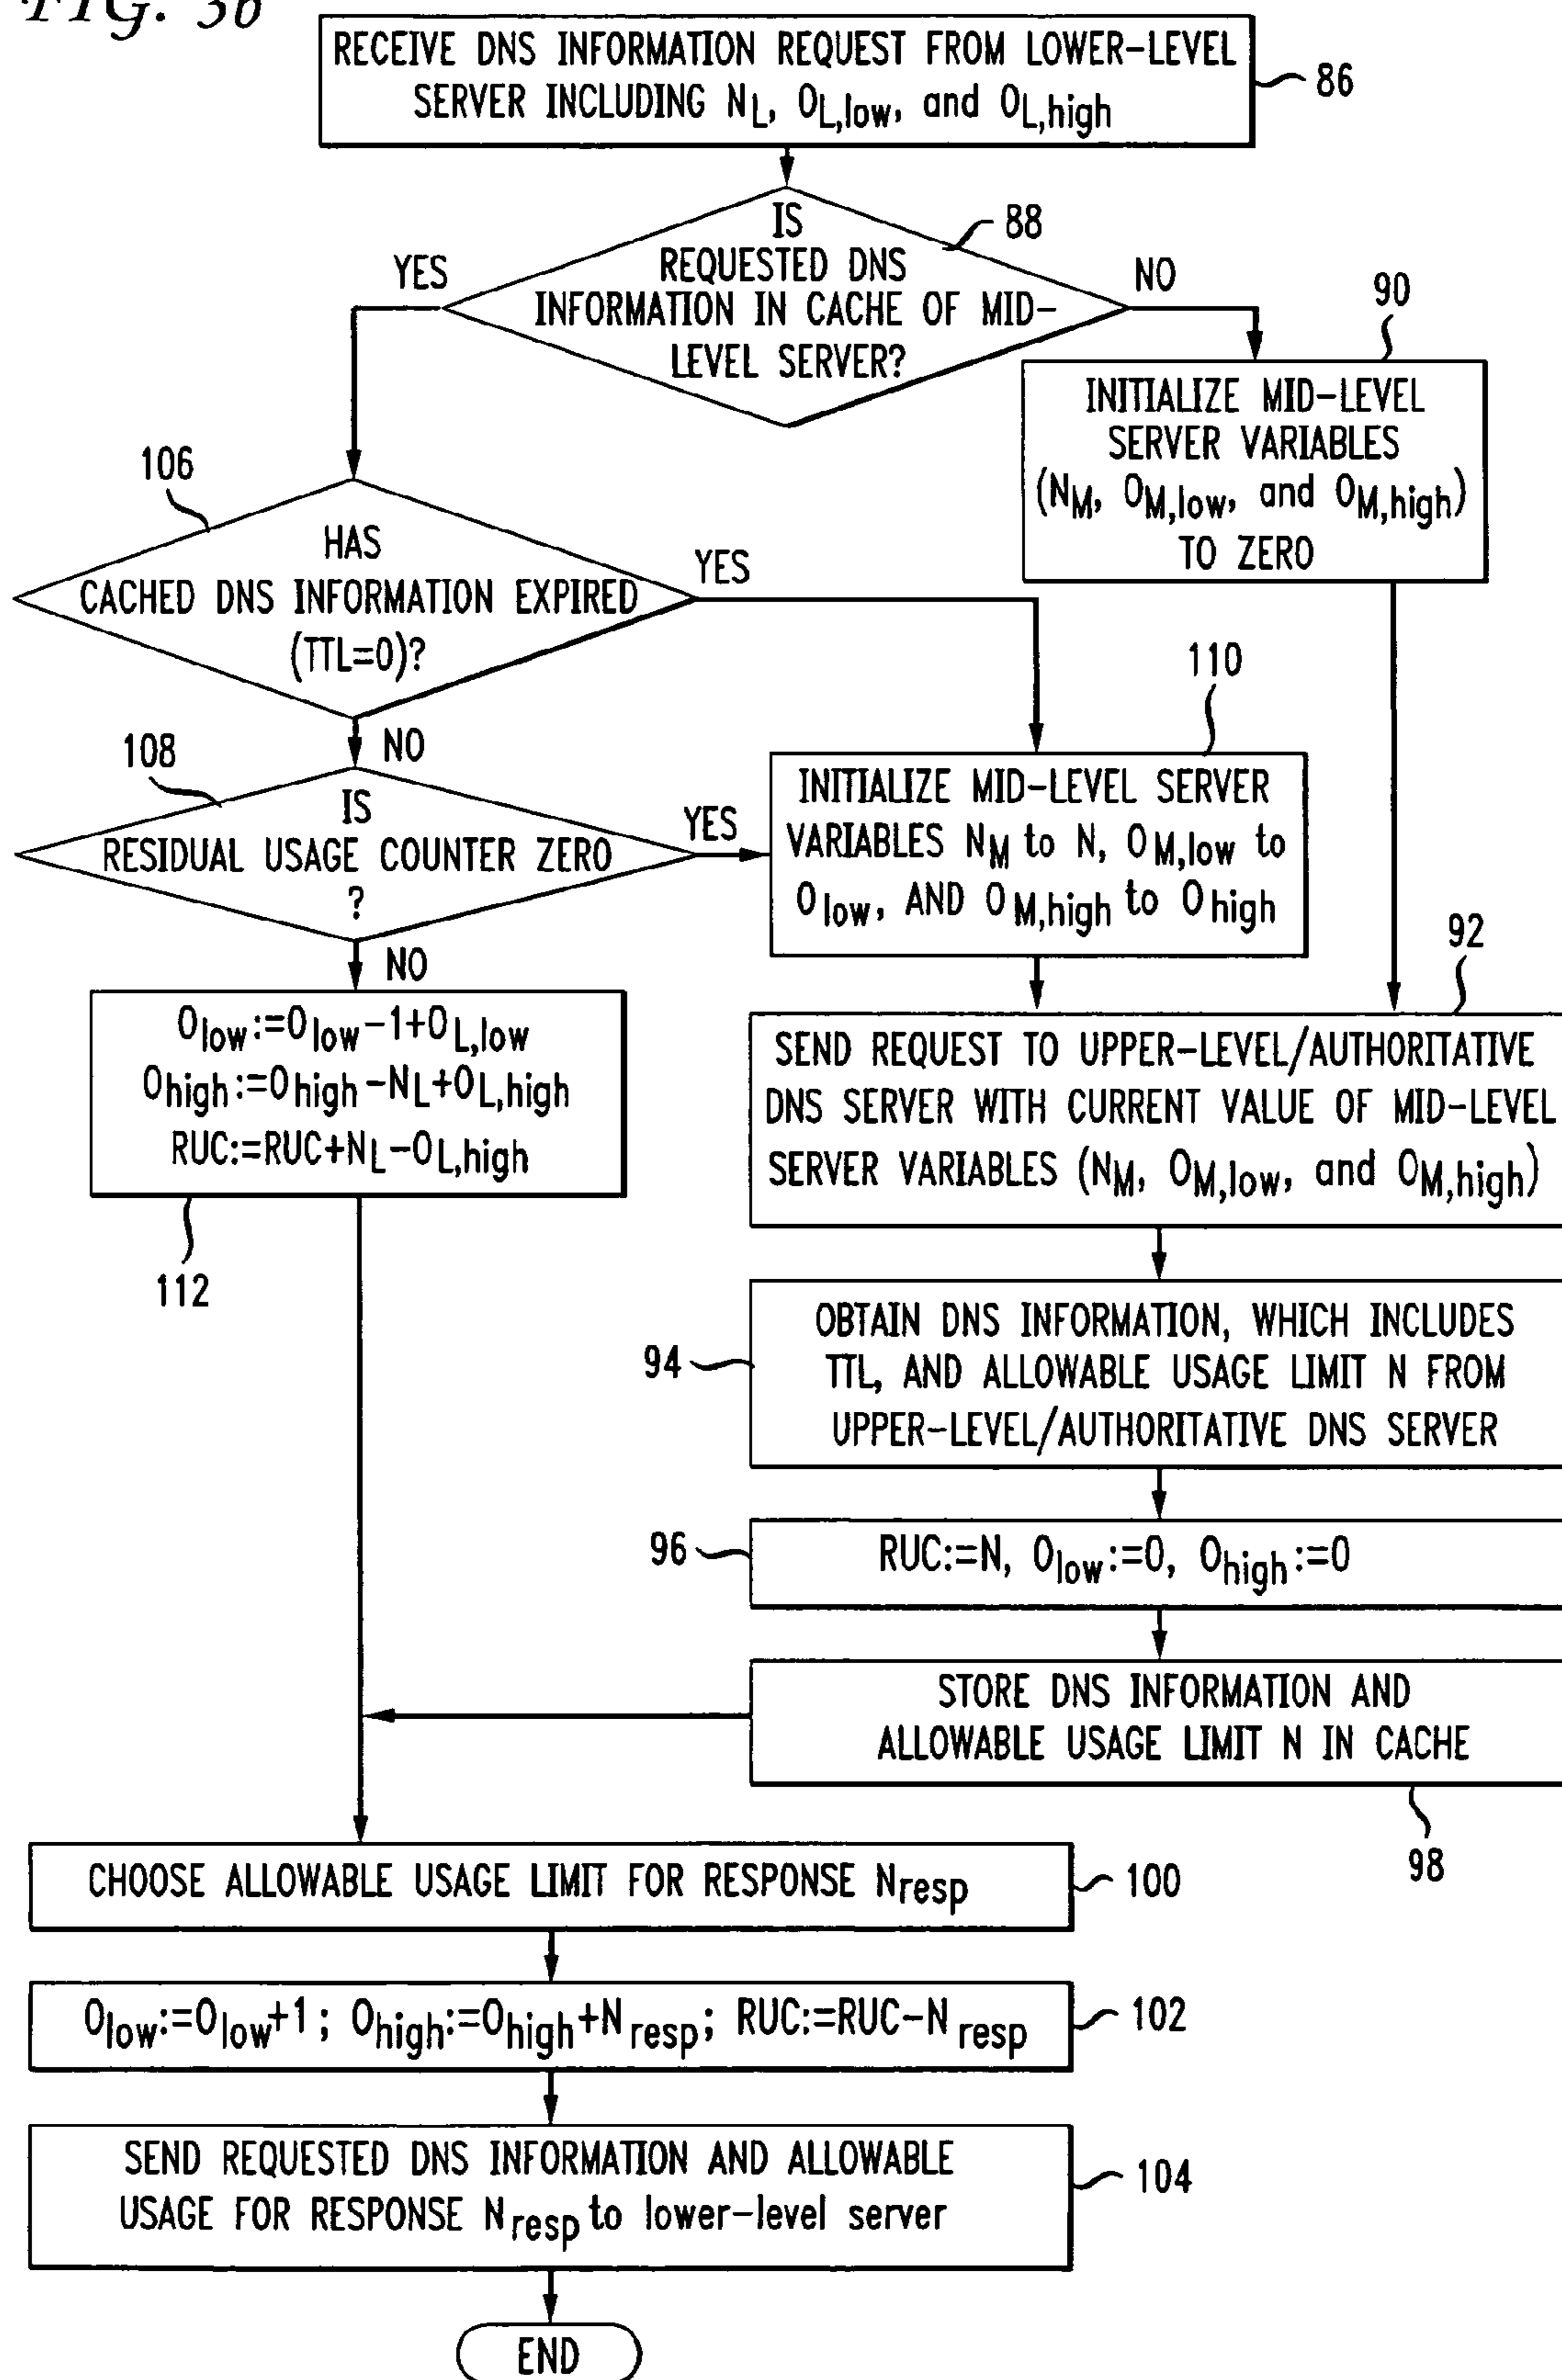 FIG. 3b
RECEIVE DNS INFORMATION REQUEST FROM LOWER-LEVEL
SERVER INCLUDING NL, OL,low, and OL,high
86
IS
REQUESTED DNS
INFORMATION IN CACHE OF MID-
LEVEL SERVER?
88
YES
NO
90
INITIALIZE MID-LEVEL
SERVER VARIABLES
(NM, OM,low, and OM,high)
TO ZERO
106
HAS
CACHED DNS INFORMATION EXPIRED
(TTL=0)?
YES
NO
110
INITIALIZE MID-LEVEL SERVER
VARIABLES NM to N, OM,low to
Olow, AND OM,high to Ohigh
108
IS
RESIDUAL USAGE COUNTER ZERO
?
YES
NO
Olow:=Olow-1+OL,low
Ohigh:=Ohigh-NL+OL,high
RUC:=RUC+NL-OL,high
112
92
SEND REQUEST TO UPPER-LEVEL/AUTHORITATIVE
DNS SERVER WITH CURRENT VALUE OF MID-LEVEL
SERVER VARIABLES (NM, OM,low, and OM,high)
94
OBTAIN DNS INFORMATION, WHICH INCLUDES
TTL, AND ALLOWABLE USAGE LIMIT N FROM
UPPER-LEVEL/AUTHORITATIVE DNS SERVER
96
RUC:=N, Olow:=0, Ohigh:=0
STORE DNS INFORMATION AND
ALLOWABLE USAGE LIMIT N IN CACHE
98
CHOOSE ALLOWABLE USAGE LIMIT FOR RESPONSE Nresp
100
Olow:=Olow+1; Ohigh:=Ohigh+Nresp; RUC:=RUC-Nresp
102
SEND REQUESTED DNS INFORMATION AND ALLOWABLE
USAGE FOR RESPONSE Nresp to lower-level server
104
END